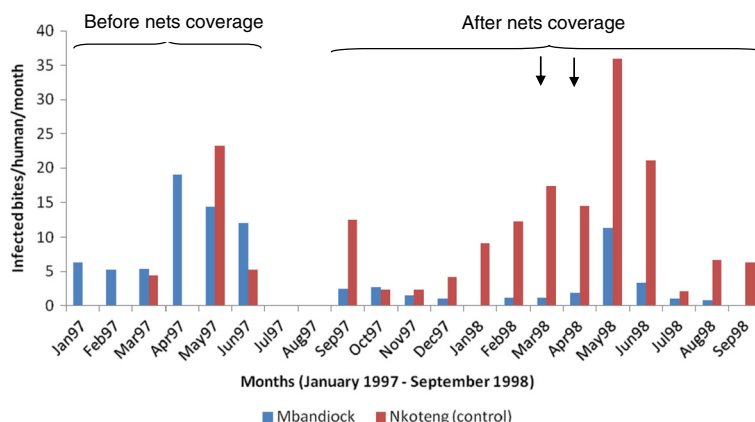 Before nets coverage
After nets coverage
Infected bites/human/month
40
35
30
25
20
15
10
5
0
Jan97
Feb97
Mar97
Apr97
May97
Jun97
Jul97
Aug97
Sep97
Oct97
Nov97
Dec97
Jan98
Feb98
Mar98
Apr98
May98
Jun98
Jul98
Aug98
Sep98
Months (January 1997 - September 1998)
Mbandjock
Nkoteng (control)